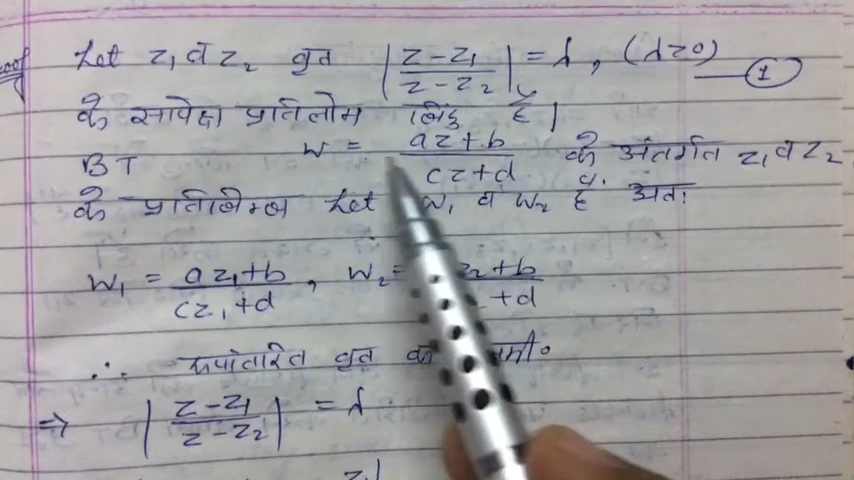 Let z₁ व z₂ वृत |z-z₁/z-z₂| = λ, (λ≥0) —①
के सापेक्ष प्रतिलोम बिंदु है।
BT w = az+b/cz+d के अंतर्गत z₁ व z₂
के प्रतिबिम्ब Let w₁ व w₂ है अतः
w₁ = az₁+b/cz₁+d, w₂= z₂+b/+d
∴ रूपांतरित वृत
⇒ |z-z₁/z-z₂| = λ